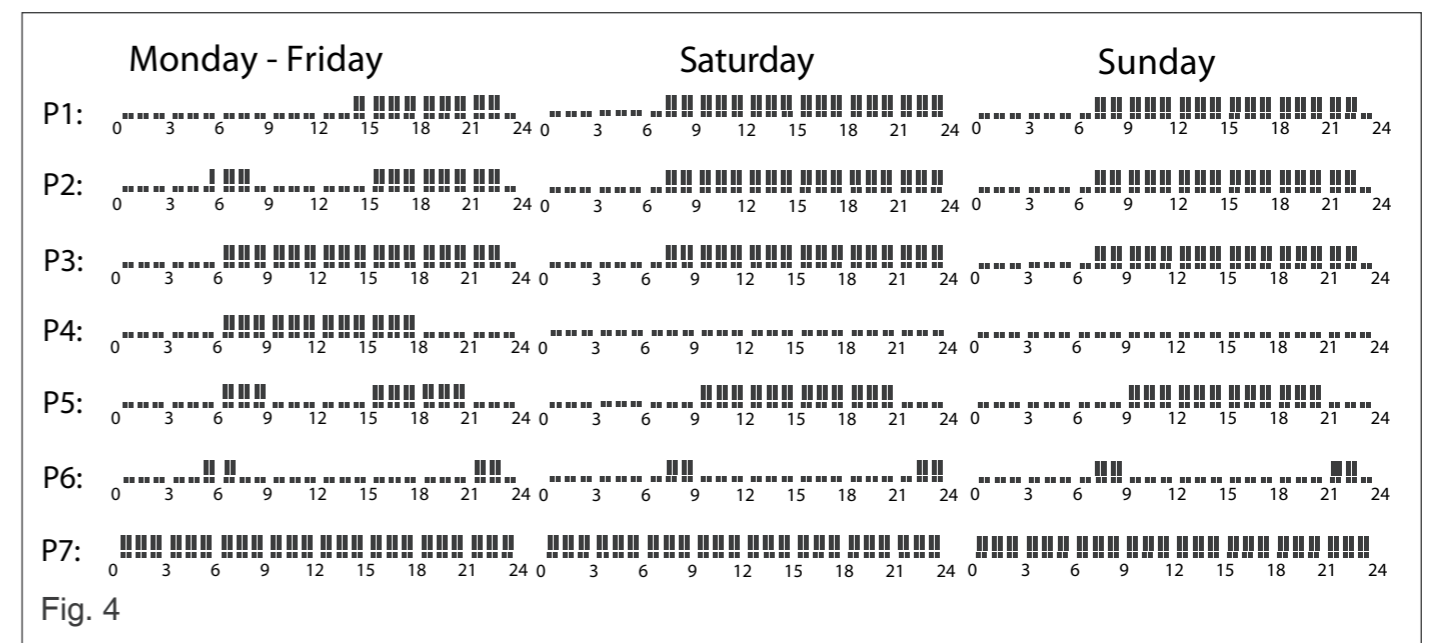 Monday - Friday Saturday Sunday
P1:
0 3 6 9 12 15 18 21 24 0 3 6 9 12 15 18 21 24 0 3 6 9 12 15 18 21 24
P2:
0 3 6 9 12 15 18 21 24 0 3 6 9 12 15 18 21 24 0 3 6 9 12 15 18 21 24
P3:
0 3 6 9 12 15 18 21 24 0 3 6 9 12 15 18 21 24 0 3 6 9 12 15 18 21 24
P4:
0 3 6 9 12 15 18 21 24 0 3 6 9 12 15 18 21 24 0 3 6 9 12 15 18 21 24
P5:
0 3 6 9 12 15 18 21 24 0 3 6 9 12 15 18 21 24 0 3 6 9 12 15 18 21 24
P6:
0 3 6 9 12 15 18 21 24 0 3 6 9 12 15 18 21 24 0 3 6 9 12 15 18 21 24
P7:
0 3 6 9 12 15 18 21 24 0 3 6 9 12 15 18 21 24 0 3 6 9 12 15 18 21 24
Fig. 4